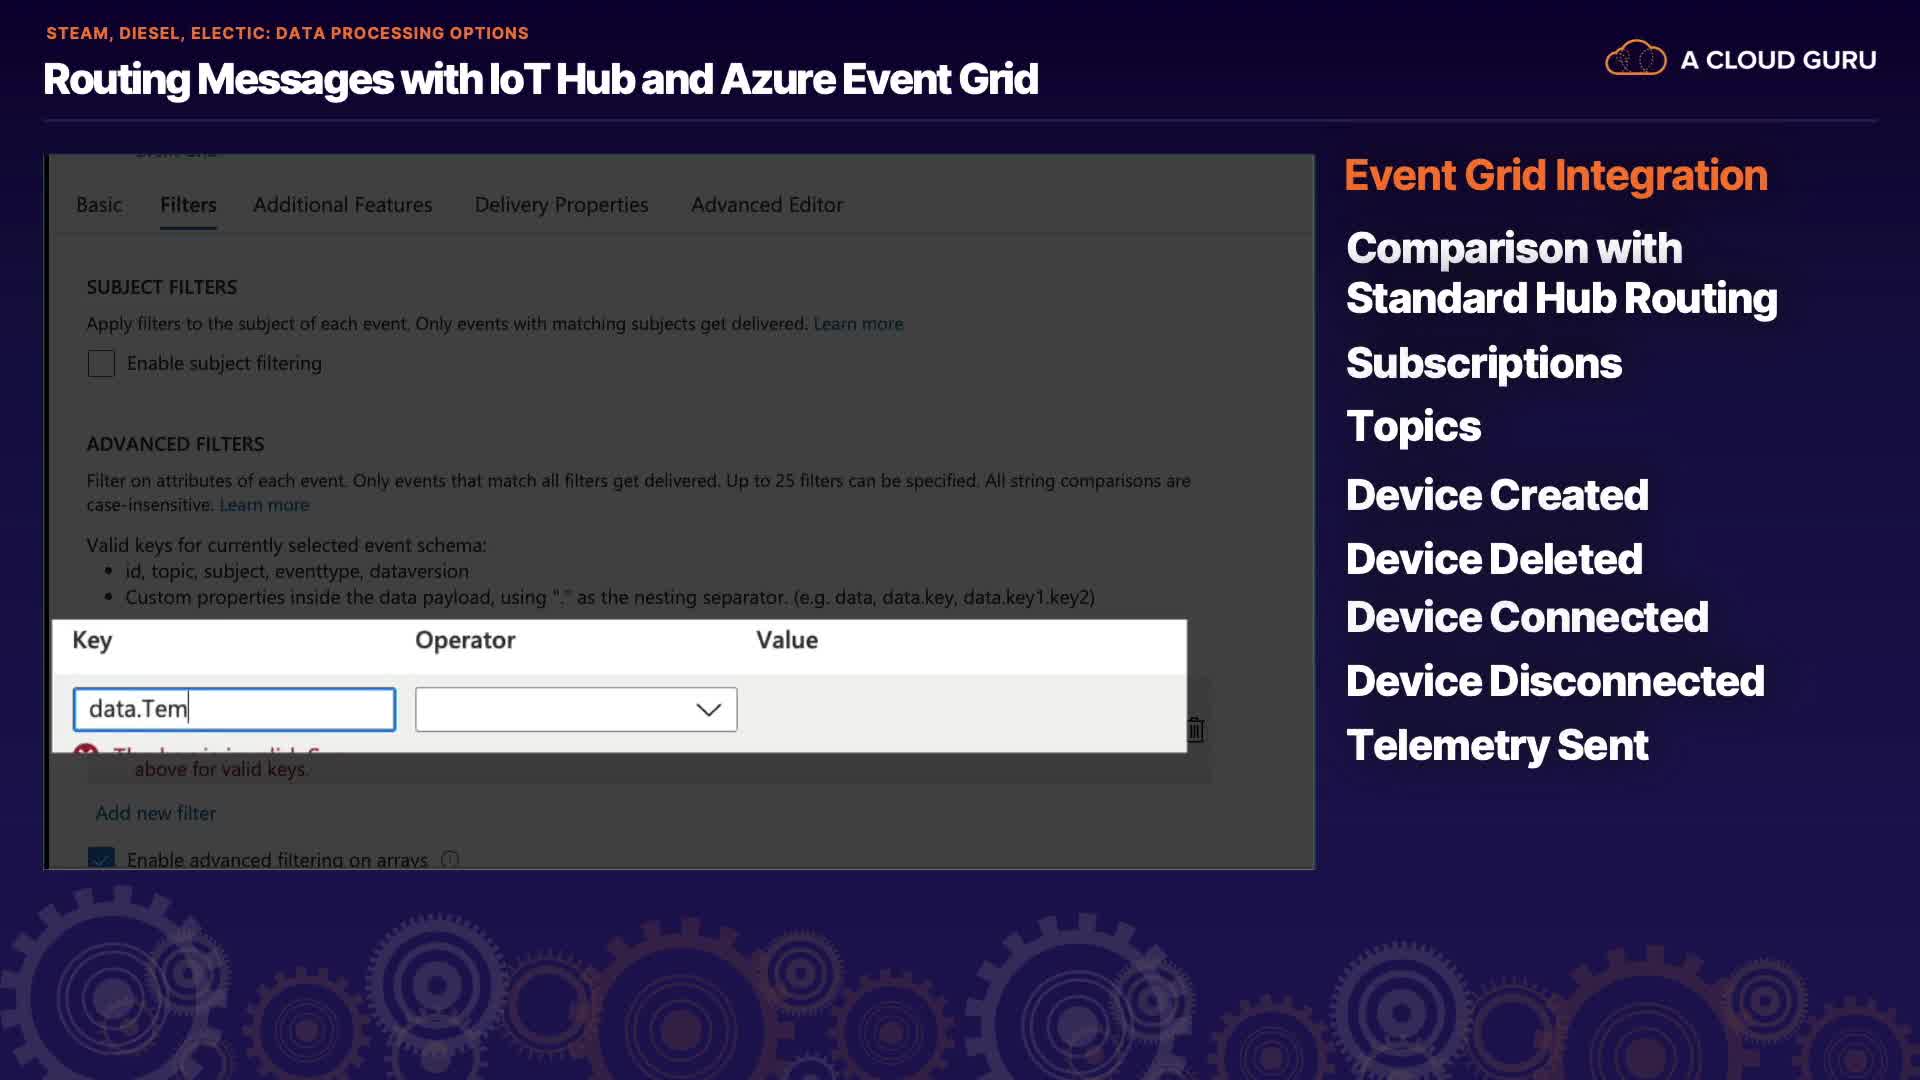 STEAM, DIESEL, ELECTIC: DATA PROCESSING OPTIONS
Routing Messages with IoT Hub and Azure Event Grid
A CLOUD GURU
Basic Filters Additional Features Delivery Properties Advanced Editor
SUBJECT FILTERS
Apply filters to the subject of each event. Only events with matching subjects get delivered. Learn more
Enable subject filtering
ADVANCED FILTERS
Filter on attributes of each event. Only events that match all filters get delivered. Up to 25 filters can be specified. All string comparisons are
case-insensitive. Learn more
Valid keys for currently selected event schema:
• id, topic, subject, eventtype, dataversion
• Custom properties inside the data payload, using "." as the nesting separator. (e.g. data, data.key, data.key1.key2)
Key Operator Value
data.Tem
above for valid keys.
Add new filter
Enable advanced filtering on arrays
Event Grid Integration
Comparison with
Standard Hub Routing
Subscriptions
Topics
Device Created
Device Deleted
Device Connected
Device Disconnected
Telemetry Sent